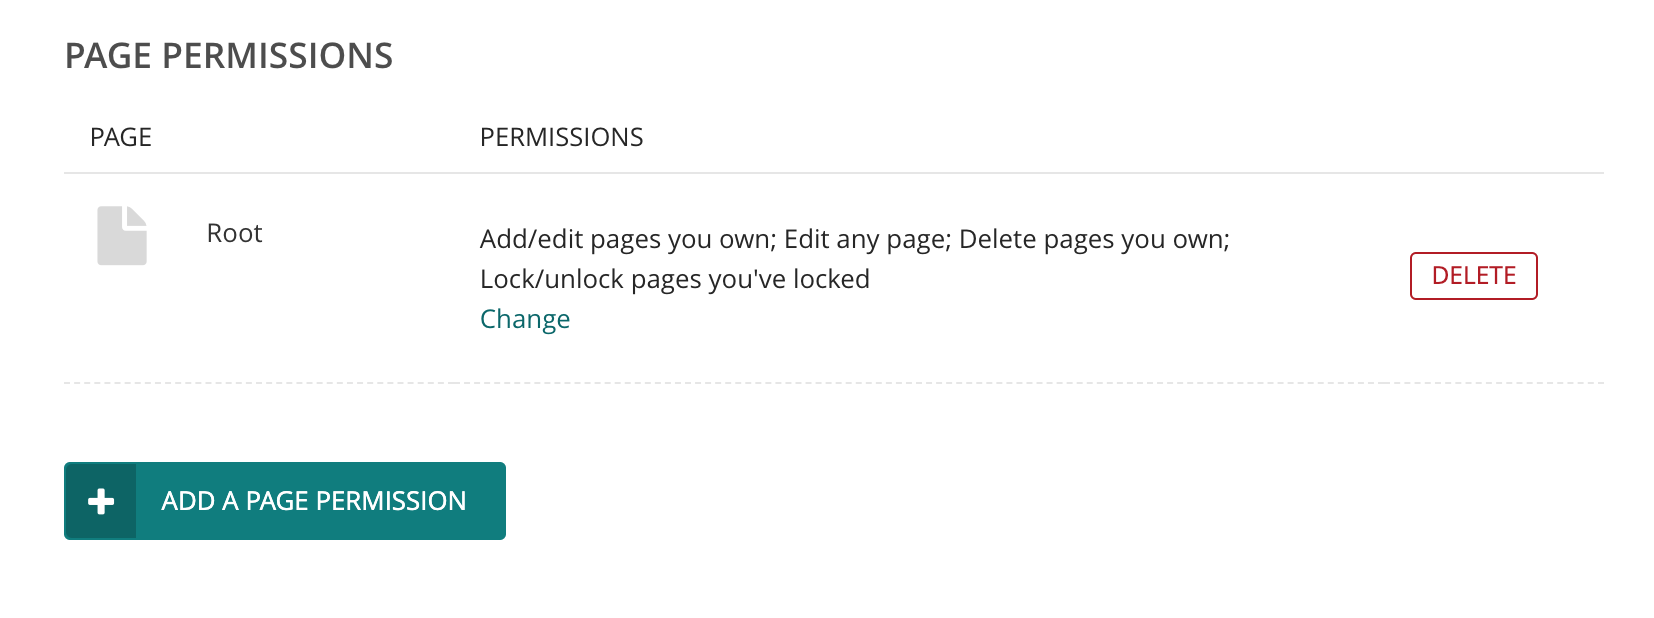 PAGE PERMISSIONS
PAGE PERMISSIONS
Root
Add/edit pages you own; Edit any page; Delete pages you own;
Lock/unlock pages you've locked
Change
DELETE
ADD A PAGE PERMISSION